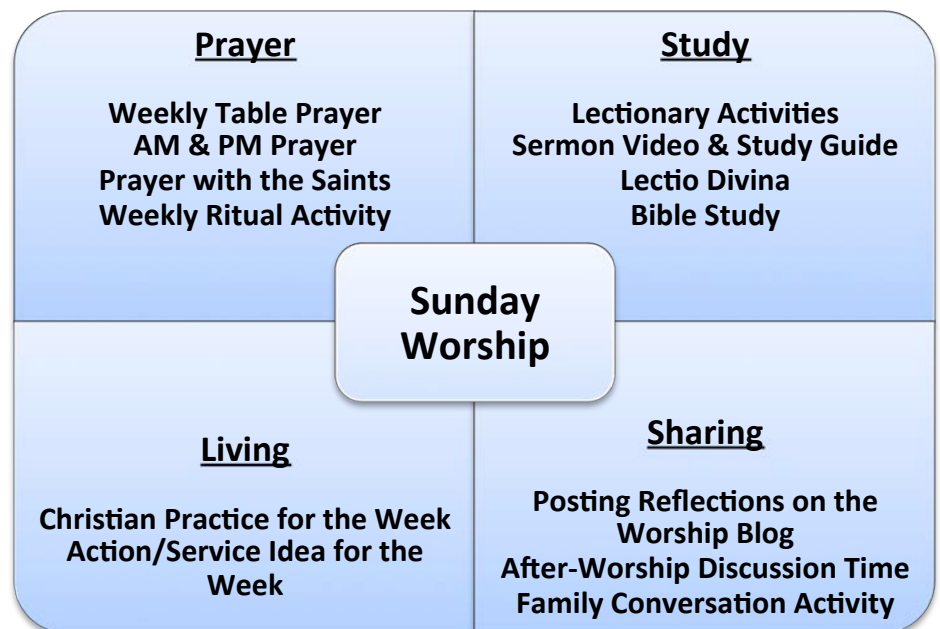 Prayer
Weekly Table Prayer
AM & PM Prayer
Prayer with the Saints
Weekly Ritual Activity
Study
Lectionary Activities
Sermon Video & Study Guide
Lectio Divina
Bible Study
Sunday
Worship
Living
Christian Practice for the Week
Action/Service Idea for the
Week
Sharing
Posting Reflections on the
Worship Blog
After-Worship Discussion Time
Family Conversation Activity